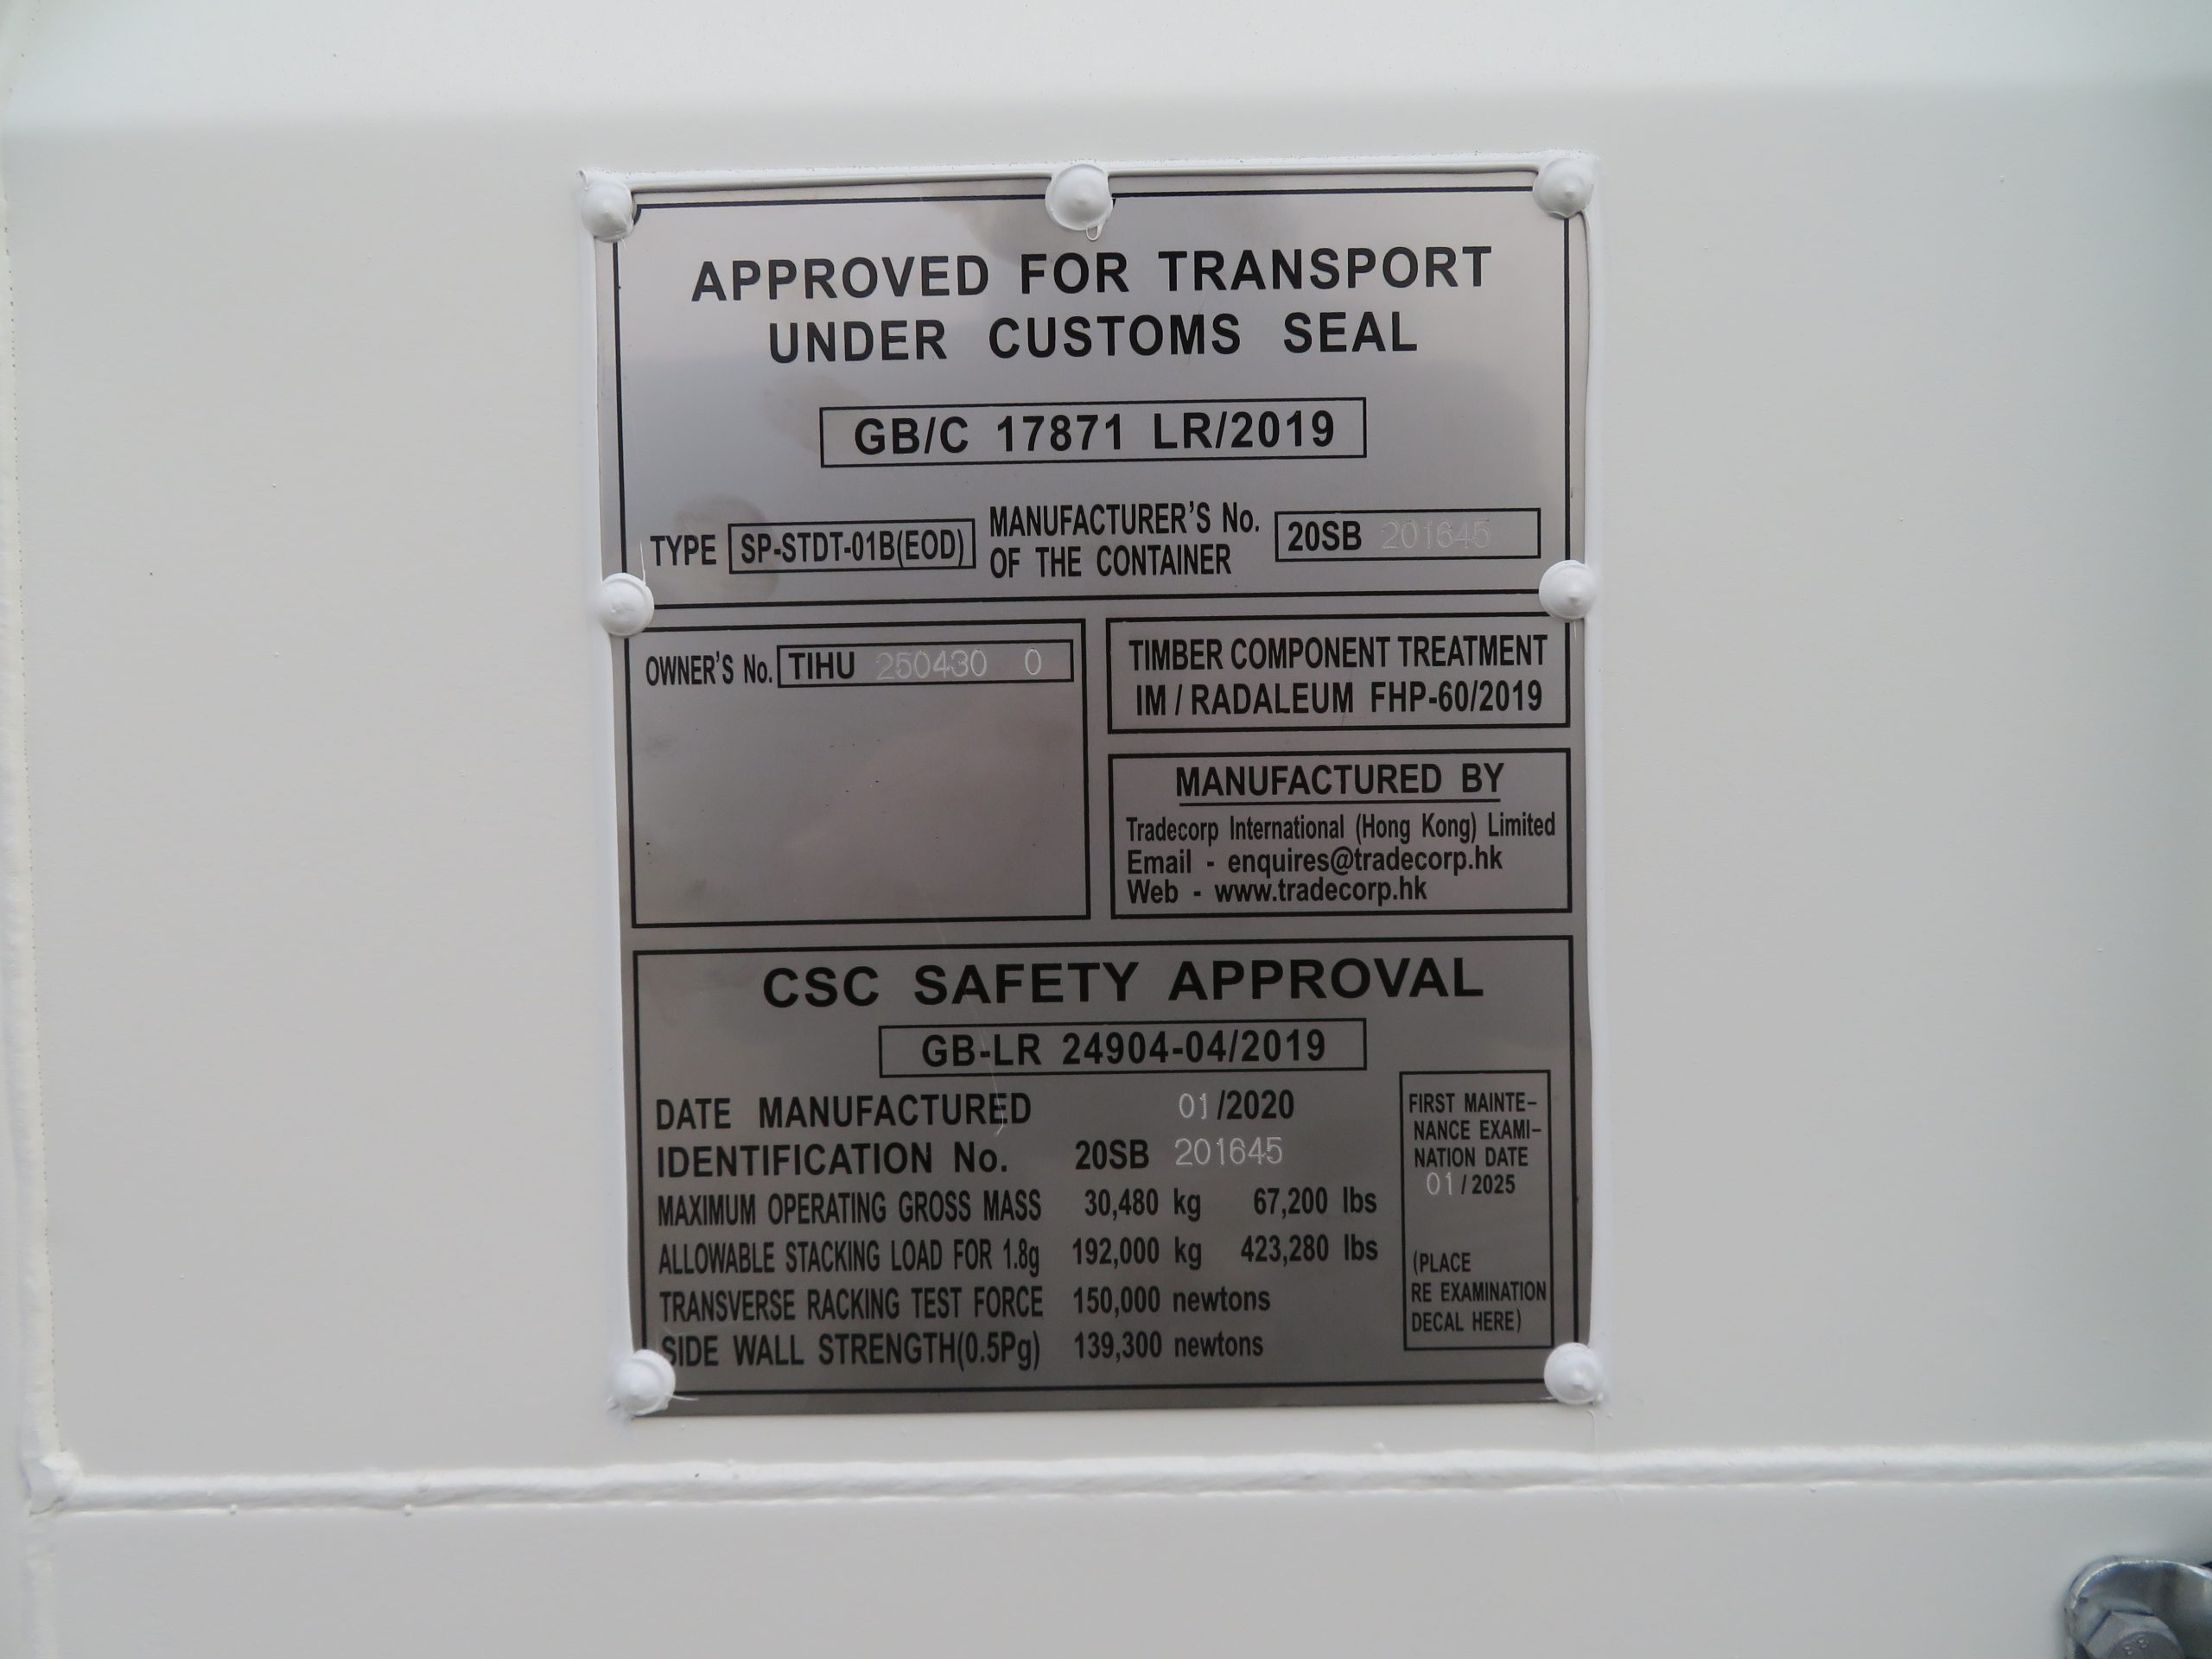 APPROVED FOR TRANSPORT
UNDER CUSTOMS SEAL
GB/C 17871 LR/2019
TYPE SP-STDT-01B(EOD) MANUFACTURER'S No.
OF THE CONTAINER 20SB 201645
OWNER'S No. TIHU 250430 0
TIMBER COMPONENT TREATMENT
IM / RADALEUM FHP-60/2019
MANUFACTURED BY
Tradecorp International (Hong Kong) Limited
Email - enquires@tradecorp.hk
Web - www.tradecorp.hk
CSC SAFETY APPROVAL
GB-LR 24904-04/2019
DATE MANUFACTURED 01/2020
IDENTIFICATION No. 20SB 201645
MAXIMUM OPERATING GROSS MASS 30,480 kg 67,200 lbs
ALLOWABLE STACKING LOAD FOR 1.8g 192,000 kg 423,280 lbs
TRANSVERSE RACKING TEST FORCE 150,000 newtons
SIDE WALL STRENGTH(0.5Pg) 139,300 newtons
FIRST MAINTE-
NANCE EXAMI-
NATION DATE
01/2025
(PLACE
RE EXAMINATION
DECAL HERE)